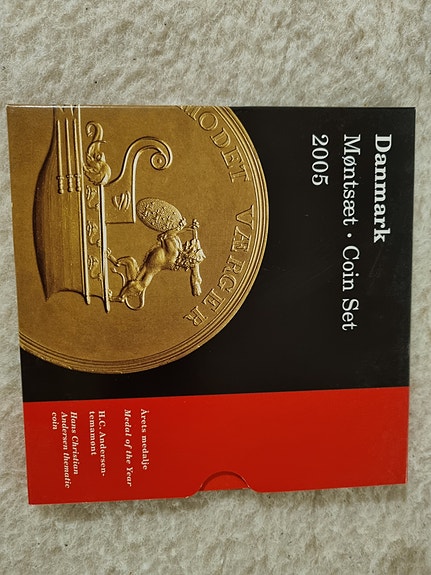 Danmark
Møntsæt · Coin Set
2005
MODET VÆRGER
Årets medalje
Medal of the Year
H.C. Andersen-
temamønt
Hans Christian
Andersen thematic
coin